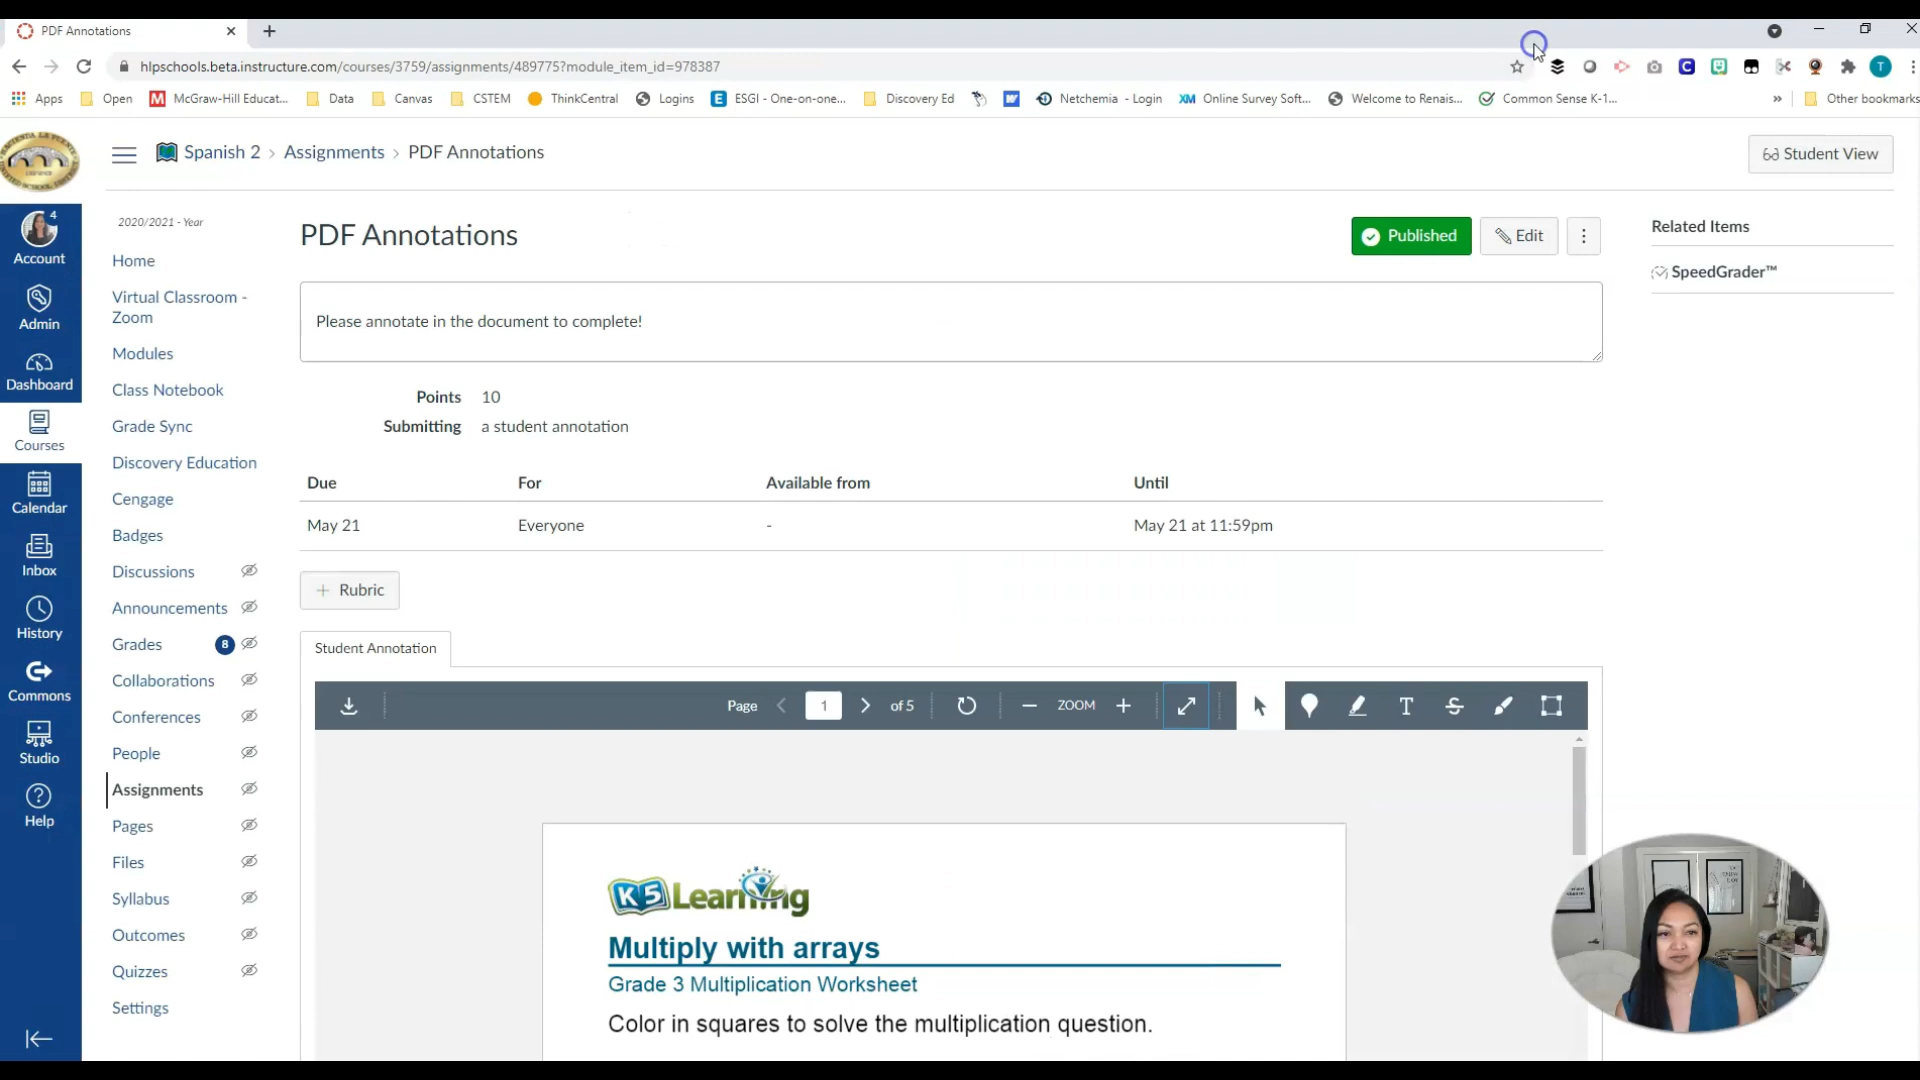 PDF Annotations
hlpschools.beta.instructure.com/courses/3759/assignments/489775?module_item_id=978387
Apps Open McGraw-Hill Educat... Data Canvas CSTEM ThinkCentral Logins ESGI - One-on-one... Discovery Ed Netchemia - Login Online Survey Soft... Welcome to Renais... Common Sense K-1... » Other bookmarks
Spanish 2 › Assignments › PDF Annotations
Student View
4
Account
Admin
Dashboard
Courses
Calendar
Inbox
History
Commons
Studio
Help
2020/2021 - Year
Home
Virtual Classroom -
Zoom
Modules
Class Notebook
Grade Sync
Discovery Education
Cengage
Badges
Discussions
Announcements
Grades 8
Collaborations
Conferences
People
Assignments
Pages
Files
Syllabus
Outcomes
Quizzes
Settings
PDF Annotations
Published Edit
Please annotate in the document to complete!
Points 10
Submitting a student annotation
Due For Available from Until
May 21 Everyone - May 21 at 11:59pm
+ Rubric
Student Annotation
Page 1 of 5 ZOOM
K5 Learning
Multiply with arrays
Grade 3 Multiplication Worksheet
Color in squares to solve the multiplication question.
Related Items
SpeedGrader™